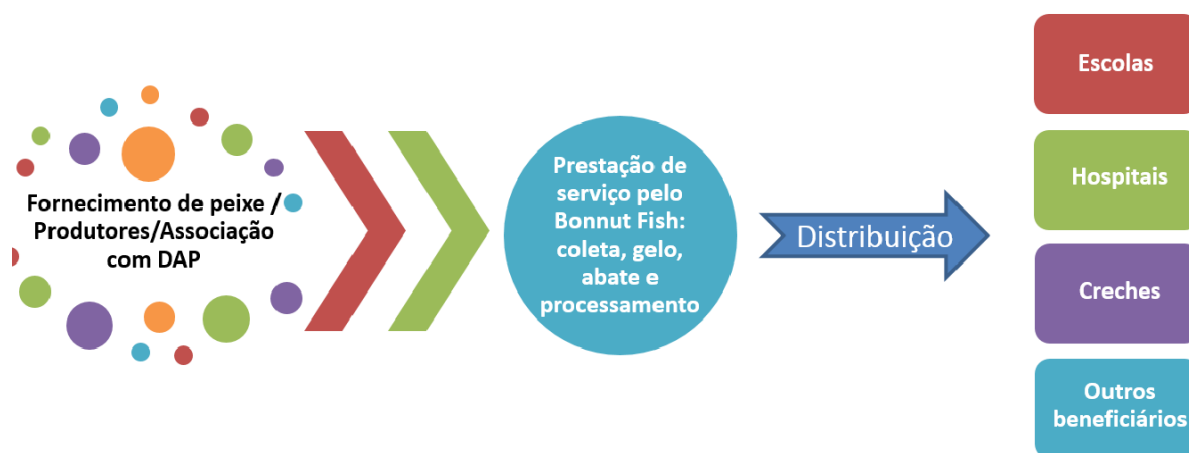 Fornecimento de peixe /
Produtores/Associação
com DAP
Prestação de
serviço pelo
Bonnut Fish:
coleta, gelo,
abate e
processamento
Distribuição
Escolas
Hospitais
Creches
Outros
beneficiários